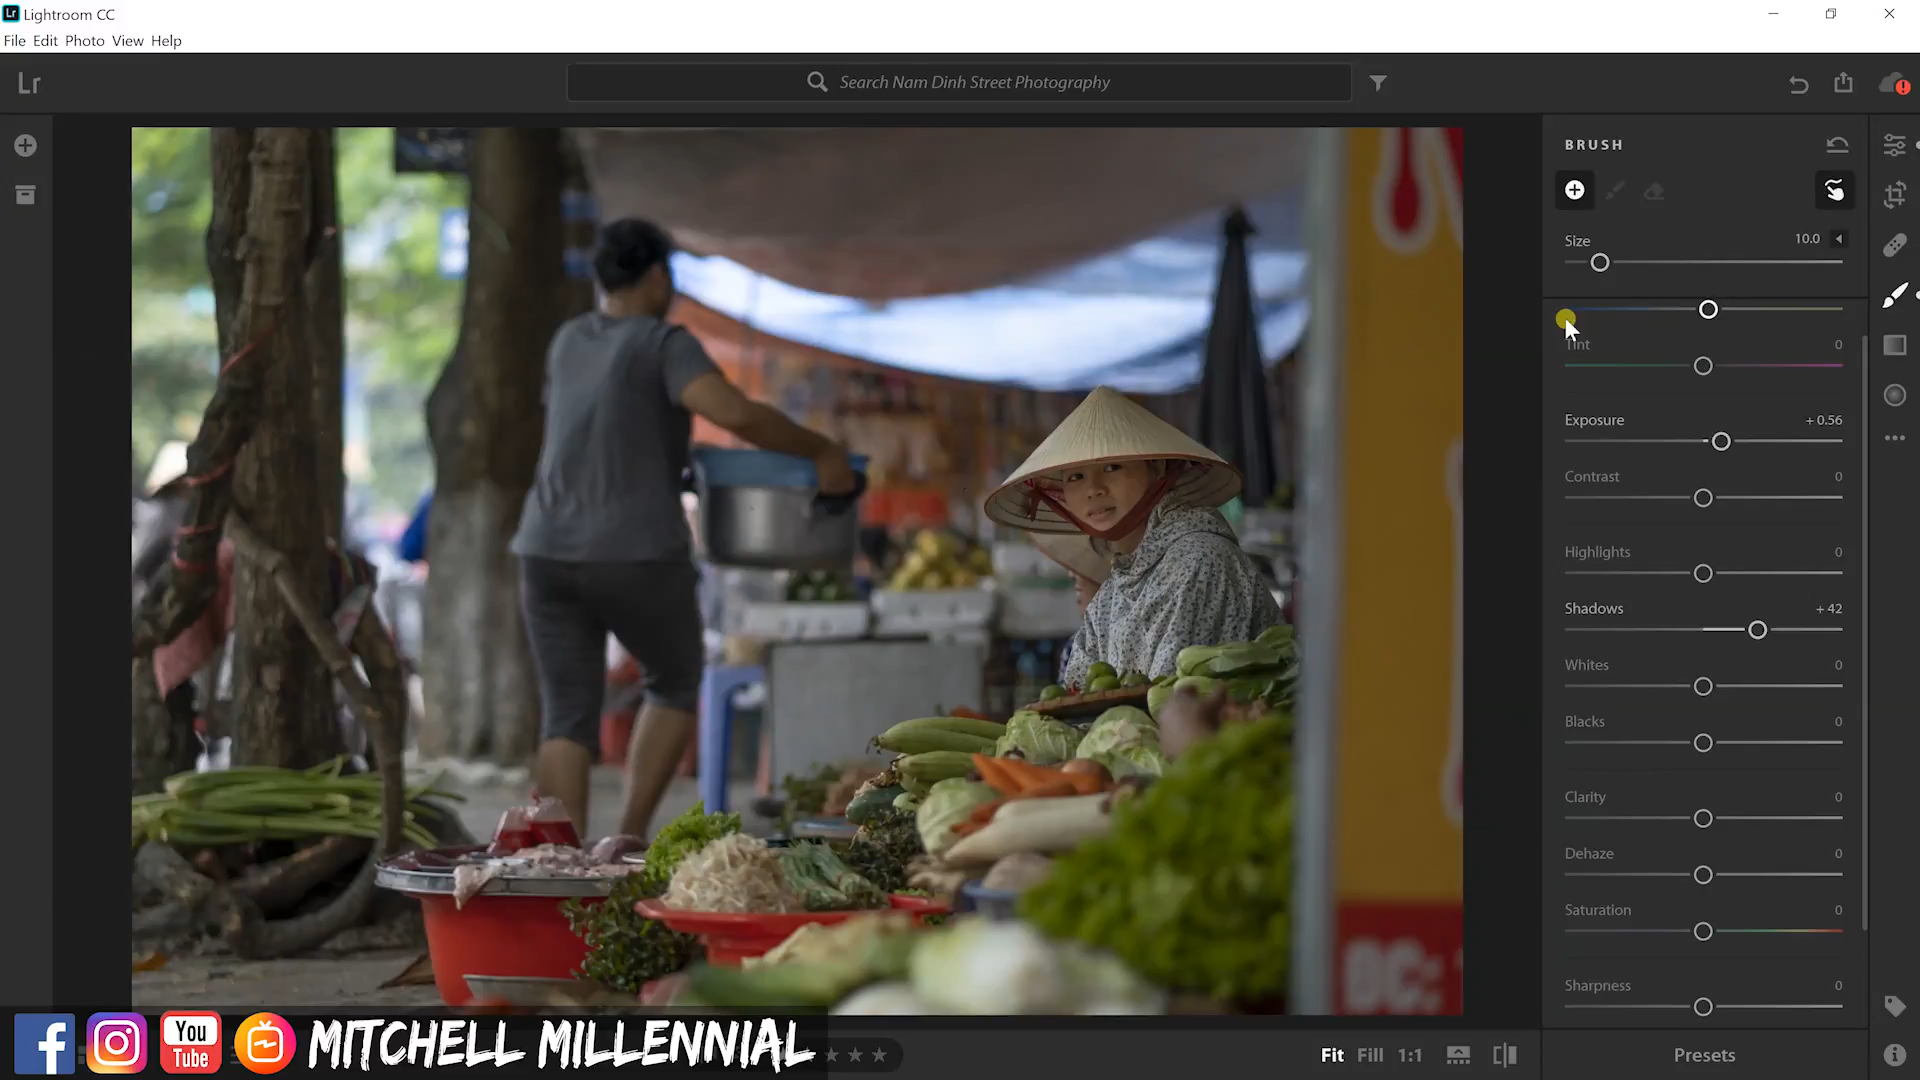 Lr Lightroom CC
File Edit Photo View Help
Lr
Search Nam Dinh Street Photography
BRUSH
Size 10.0
Tint 0
Exposure + 0.56
Contrast 0
Highlights 0
Shadows + 42
Whites 0
Blacks 0
Clarity 0
Dehaze 0
Saturation 0
Sharpness
DC:
You
Tube
MITCHELL MILLENNIAL
Fit Fill 1:1
Presets